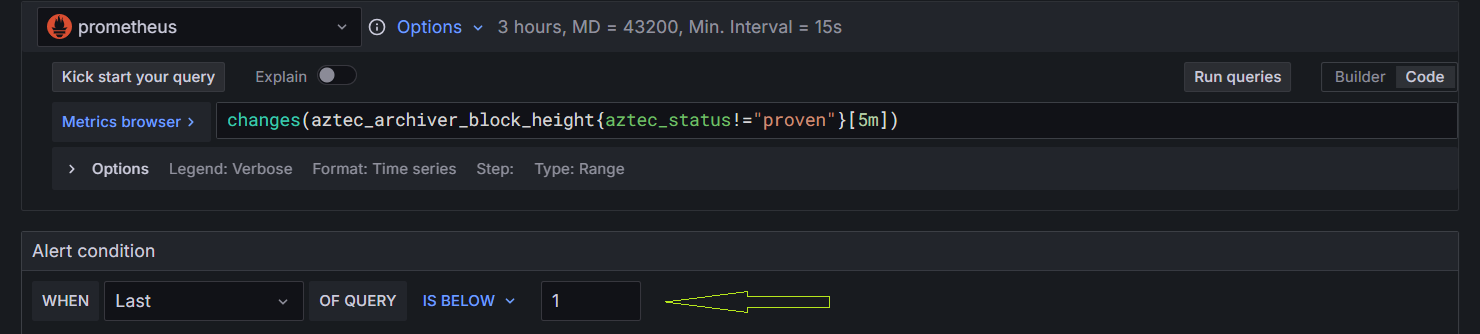 prometheus Options 3 hours, MD = 43200, Min. Interval = 15s
Kick start your query Explain Run queries Builder Code
Metrics browser > changes(aztec_archiver_block_height{aztec_status!="proven"}[5m])
> Options Legend: Verbose Format: Time series Step: Type: Range
Alert condition
WHEN Last OF QUERY IS BELOW 1